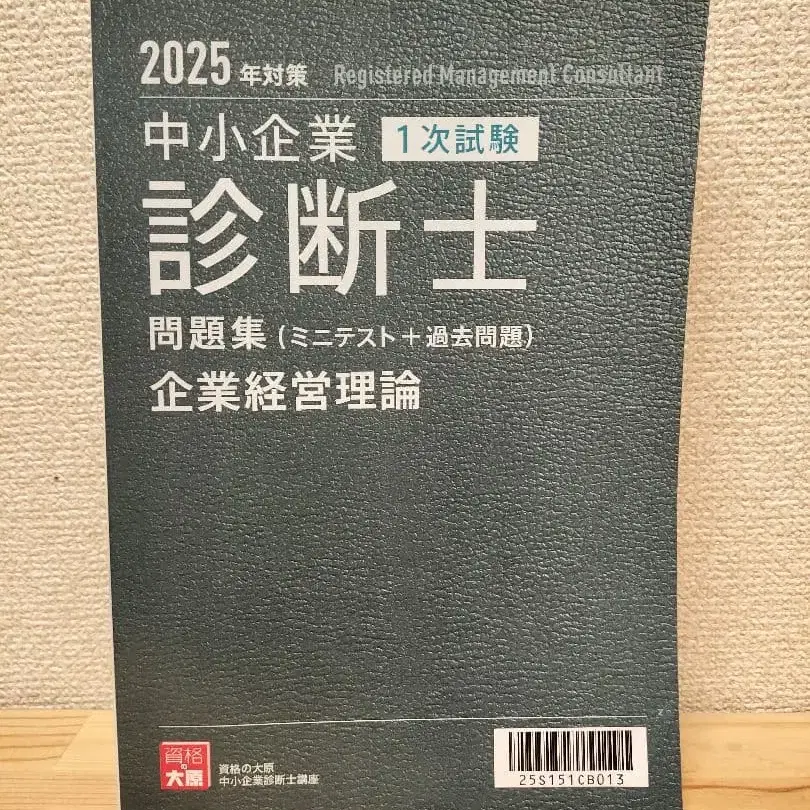 2025年対策 Registered Management Consultant
中小企業 1次試験
診断士
問題集(ミニテスト+過去問題)
企業経営理論
資格の大原
資格の大原
中小企業診断士講座
25S151CB013